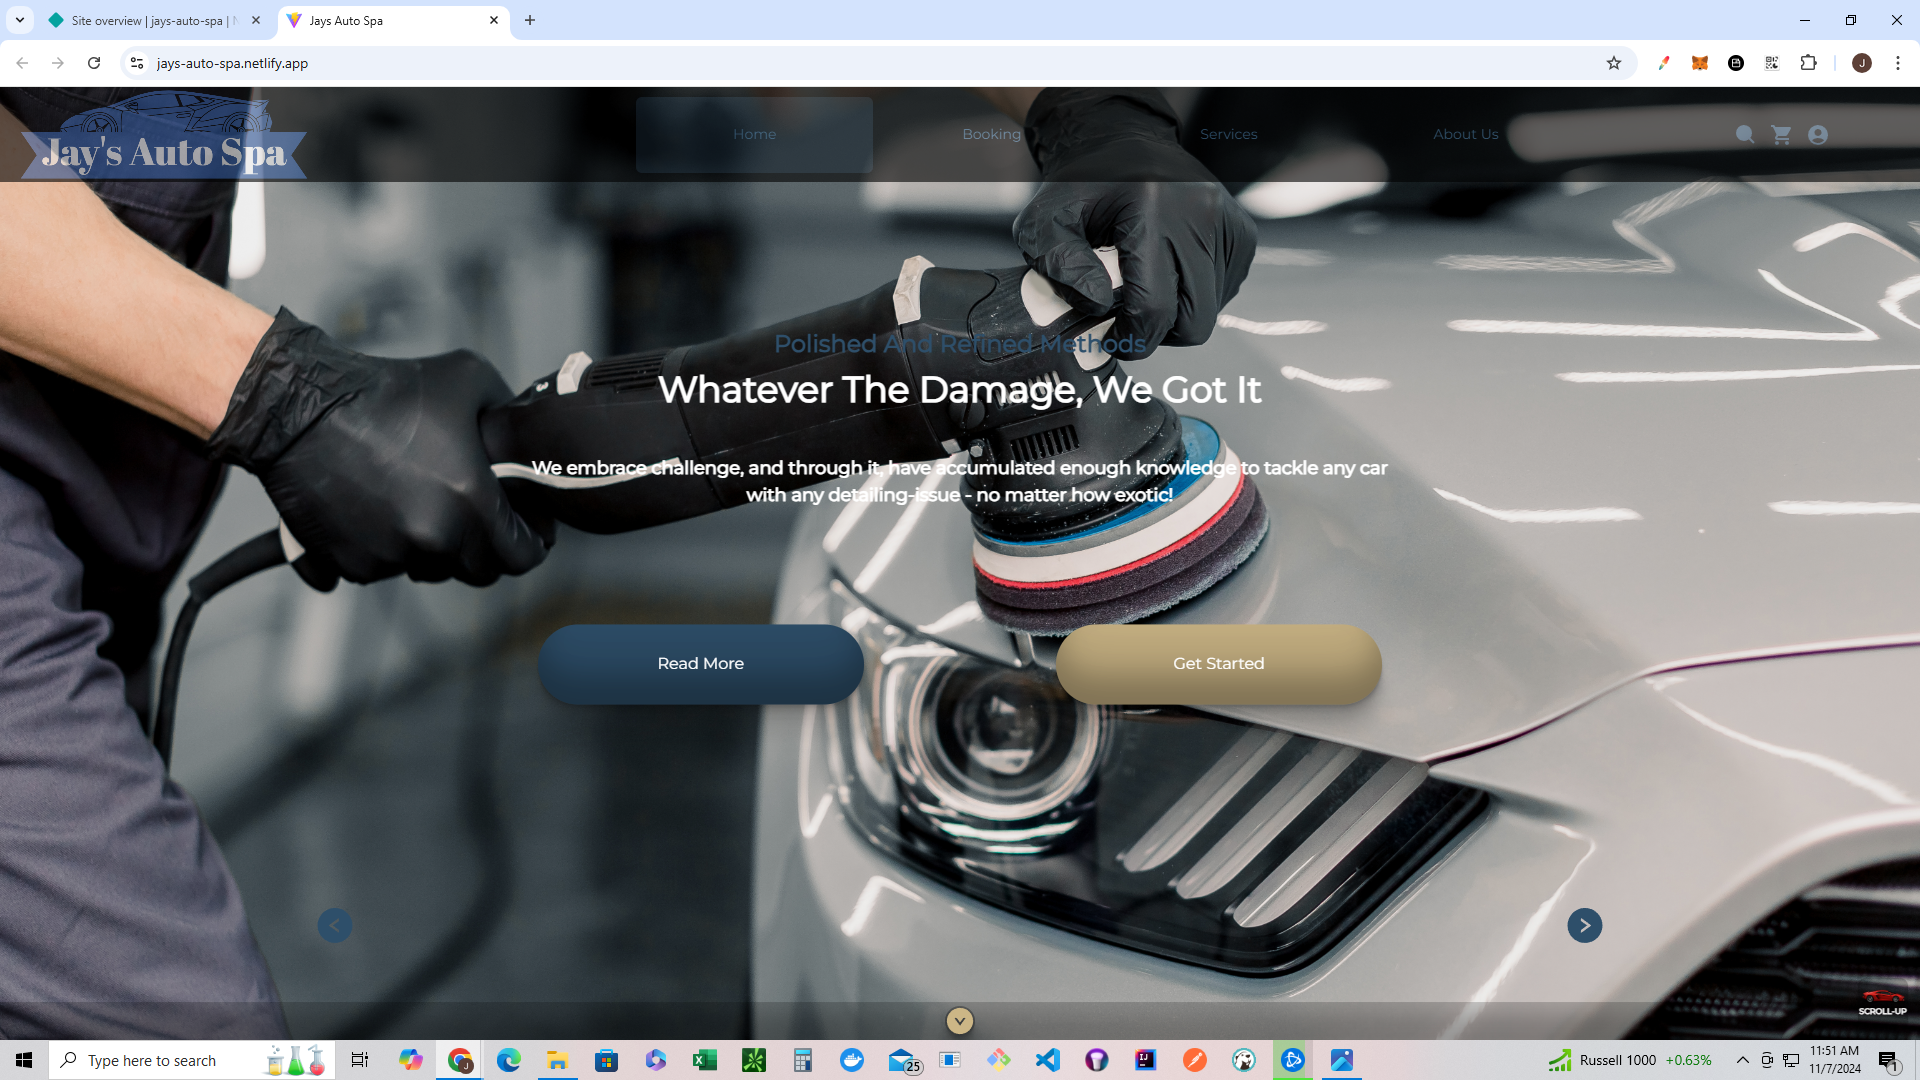 Site overview | jays-auto-spa |
Jays Auto Spa
jays-auto-spa.netlify.app
J
Jay's Auto Spa
Home
Booking
Services
About Us
Polished And Refined Methods
Whatever The Damage, We Got It
We embrace challenge, and through it, have accumulated enough knowledge to tackle any car
with any detailing-issue - no matter how exotic!
Read More
Get Started
SCROLL-UP
Type here to search
25
Russell 1000 +0.63%
11:51 AM
11/7/2024
1